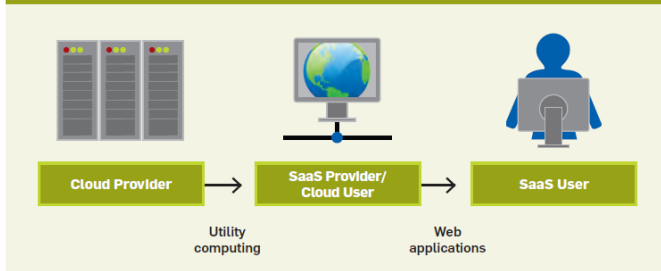 Cloud Provider
SaaS Provider/
Cloud User
SaaS User
Utility
computing
Web
applications